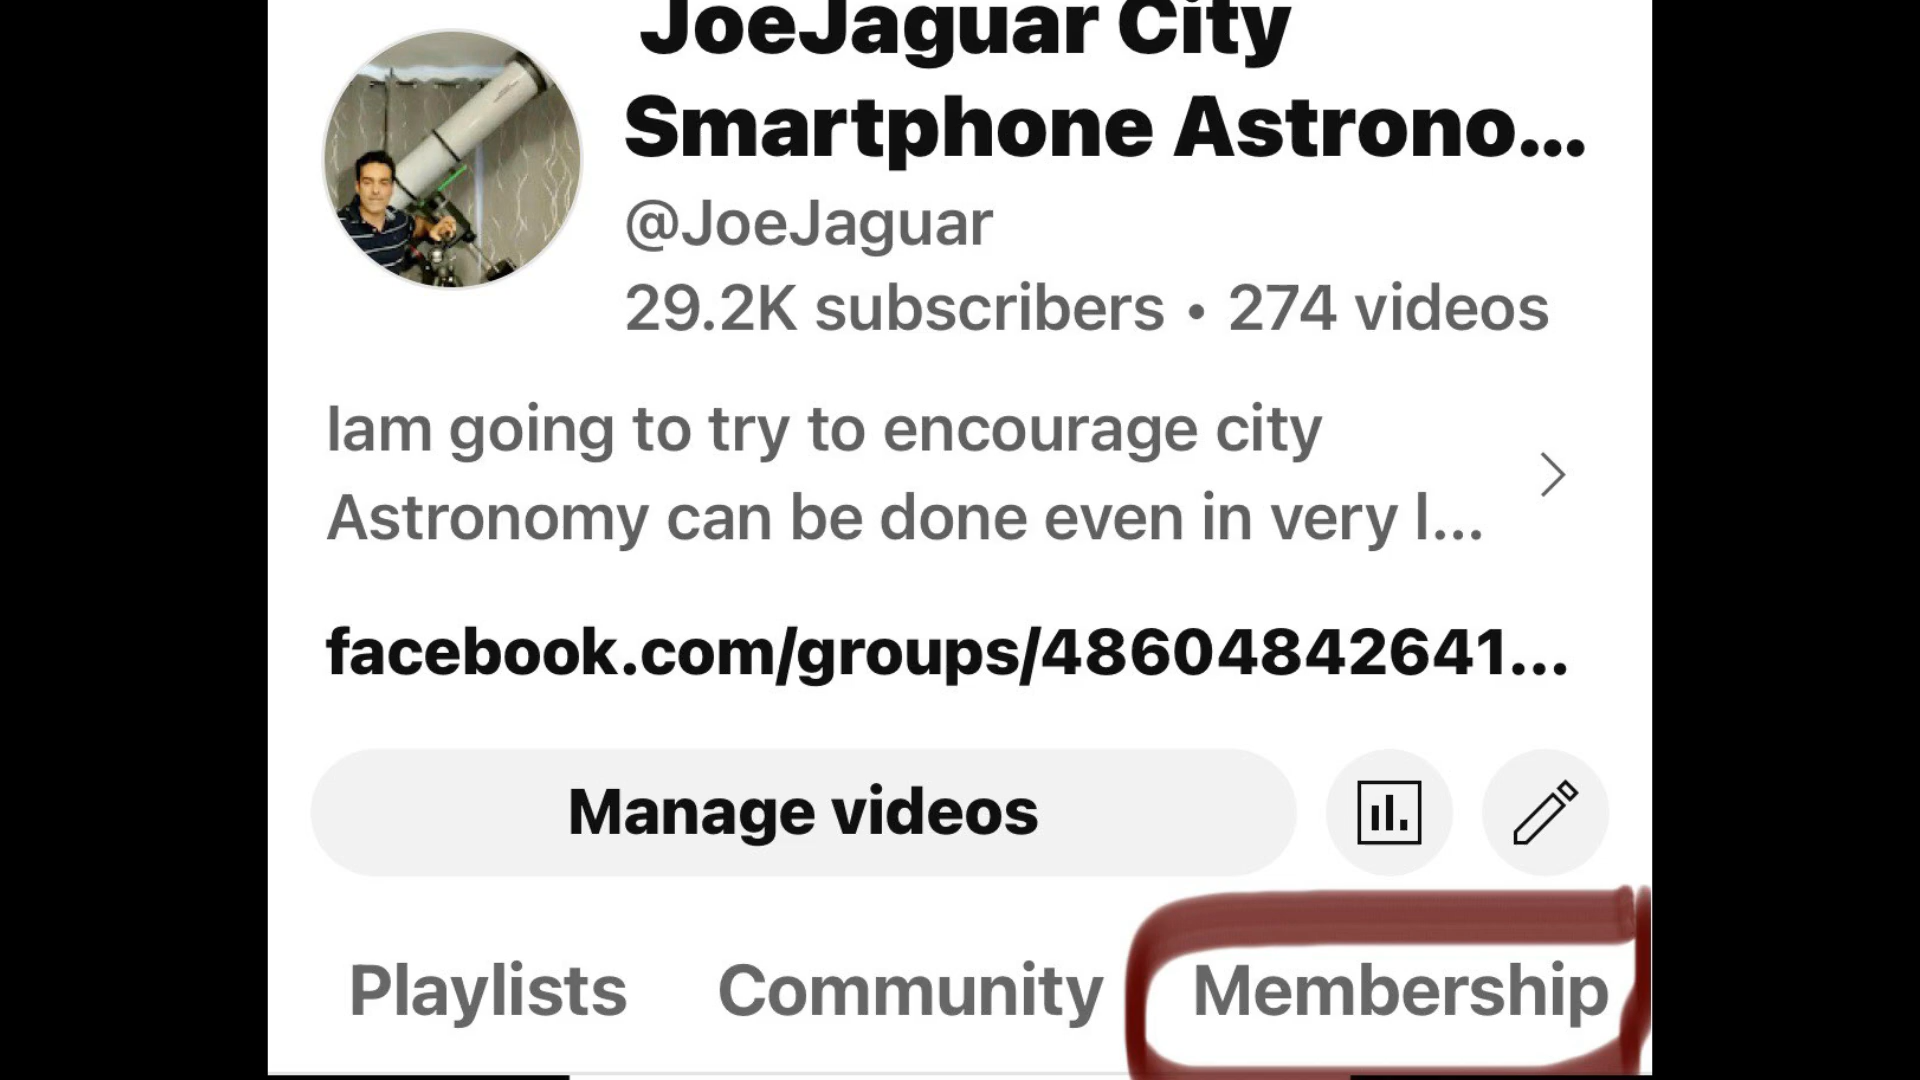 JoeJaguar City
Smartphone Astrono...
@JoeJaguar
29.2K subscribers • 274 videos
Iam going to try to encourage city
Astronomy can be done even in very l...
facebook.com/groups/48604842641...
Manage videos
Playlists Community Membership